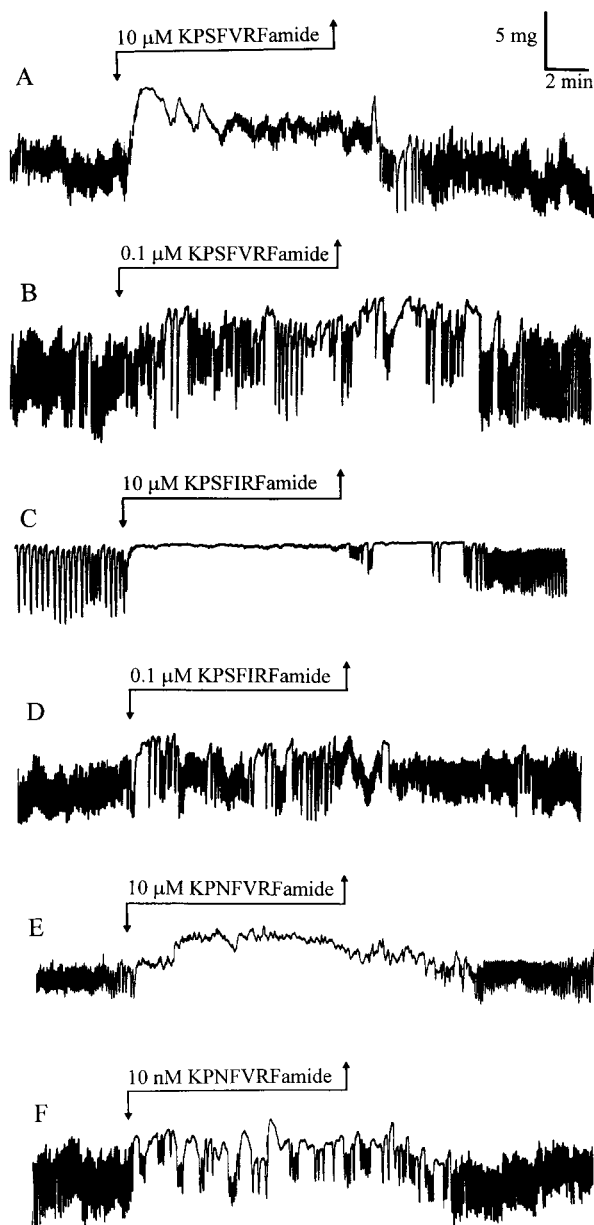 10 μM KPSFVRFamide
5 mg
2 min
A
0.1 μM KPSFVRFamide
B
10 μM KPSFIRFamide
C
0.1 μM KPSFIRFamide
D
10 μM KPNFVRFamide
E
10 nM KPNFVRFamide
F